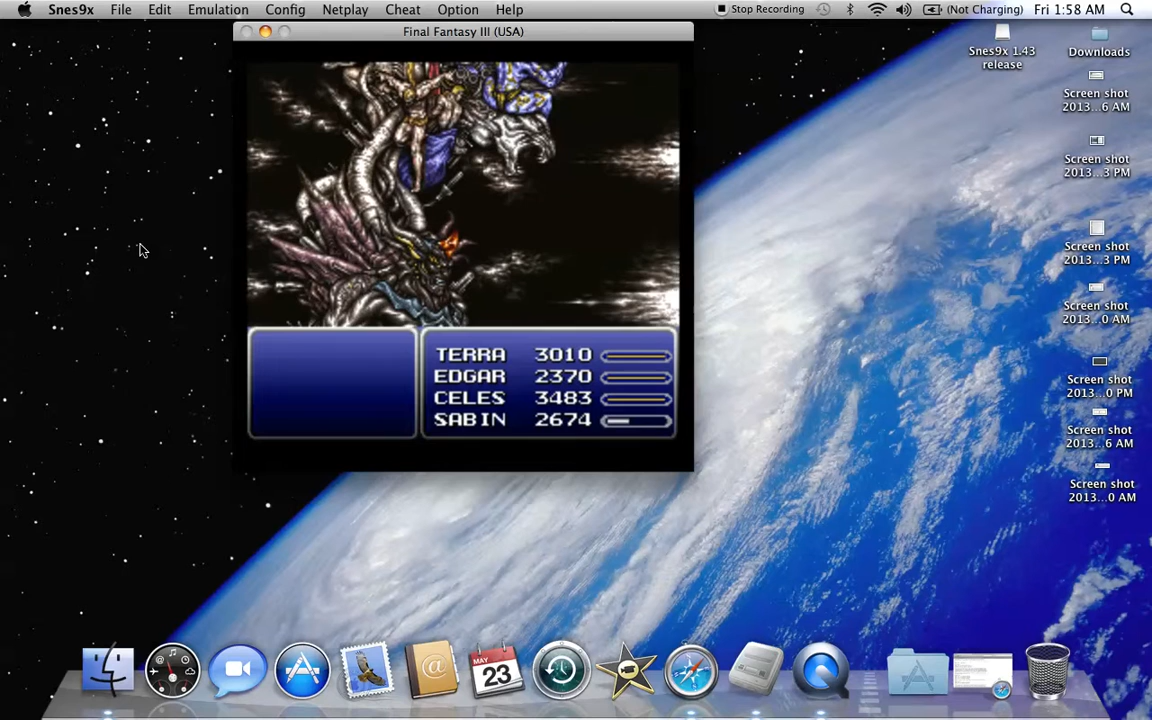 Snes9x File Edit Emulation Config Netplay Cheat Option Help Stop Recording (Not Charging) Fri 1:58 AM
Final Fantasy III (USA)
TERRA 3010
EDGAR 2370
CELES 3483
SABIN 2674
Snes9x 1.43
release
Downloads
Screen shot
2013...6 AM
Screen shot
2013...3 PM
Screen shot
2013...3 PM
Screen shot
2013...0 AM
Screen shot
2013...0 PM
Screen shot
2013...6 AM
Screen shot
2013...0 AM
@
MAY
23